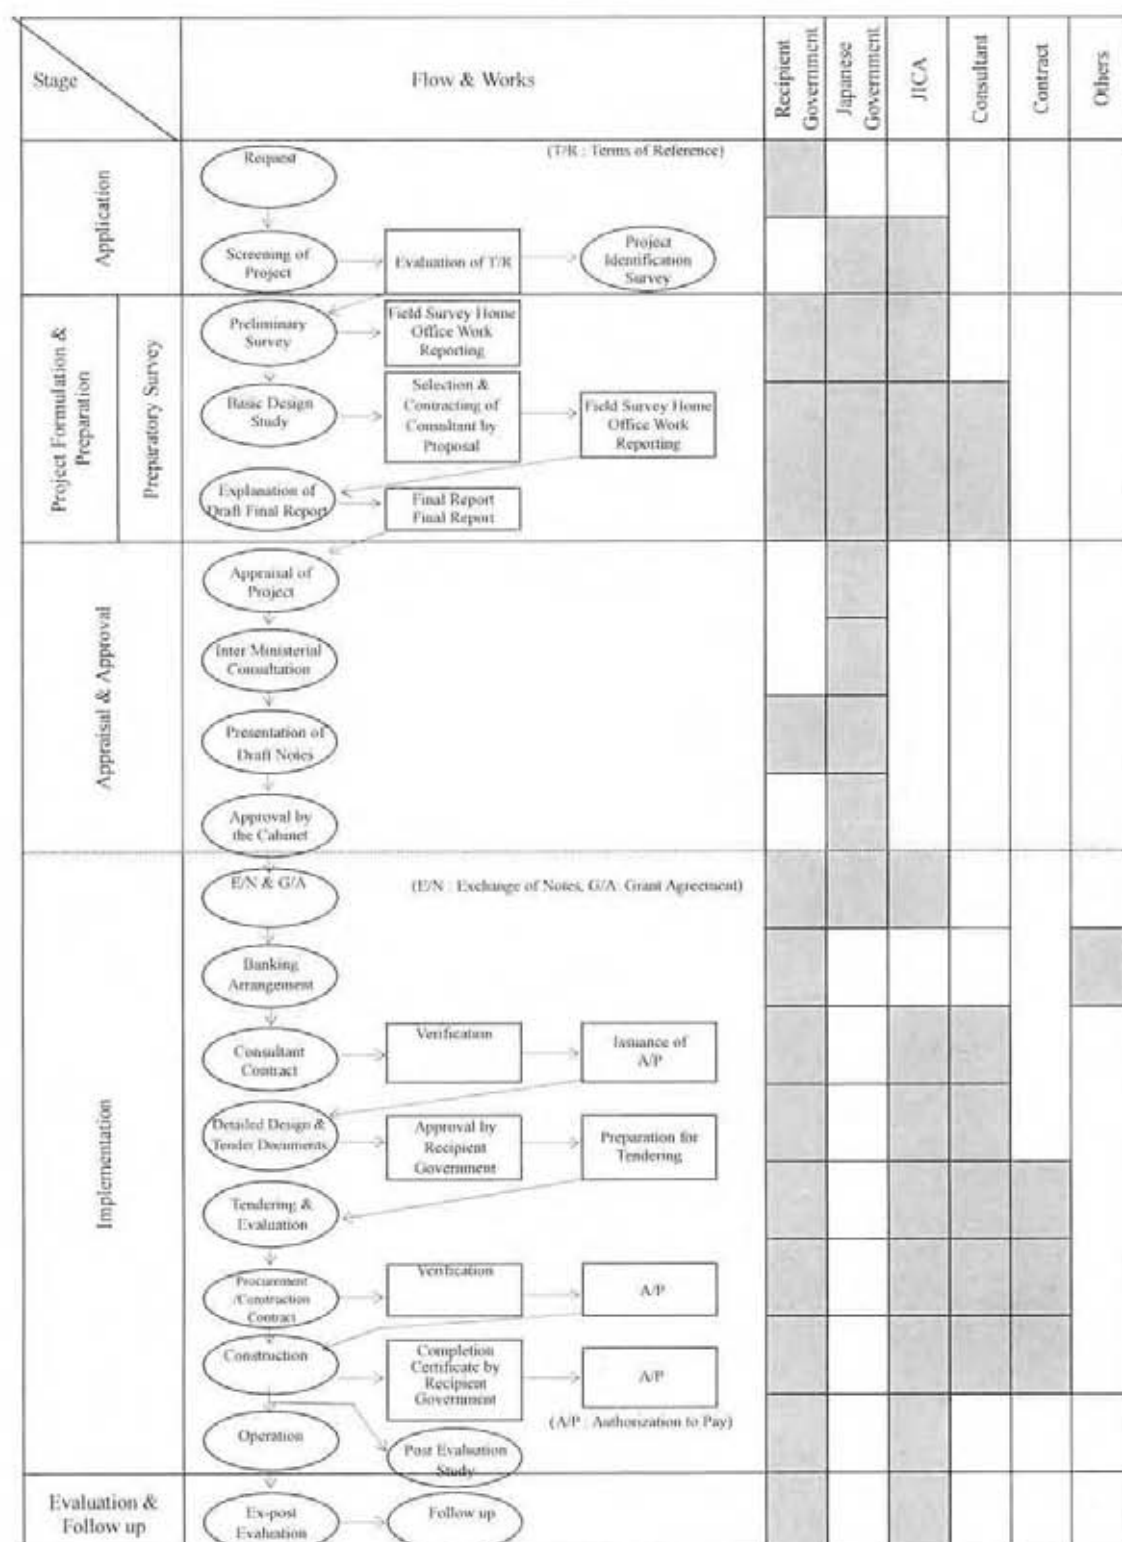 Stage
Flow & Works
Recipient
Government
Japanese
Government
JICA
Consultant
Contract
Others
Application
Request
(T/R : Terms of Reference)
Screening of
Project
Evaluation of T/R
Project
Identification
Survey
Project Formulation &
Preparation
Preparatory Survey
Preliminary
Survey
Field Survey Home
Office Work
Reporting
Basic Design
Study
Selection &
Contracting of
Consultant by
Proposal
Field Survey Home
Office Work
Reporting
Explanation of
Draft Final Report
Final Report
Final Report
Appraisal & Approval
Appraisal of
Project
Inter Ministerial
Consultation
Presentation of
Draft Notes
Approval by
the Cabinet
Implementation
E/N & G/A
(E/N : Exchange of Notes, G/A: Grant Agreement)
Banking
Arrangement
Consultant
Contract
Verification
Issuance of
A/P
Detailed Design &
Tender Documents
Approval by
Recipient
Government
Preparation for
Tendering
Tendering &
Evaluation
Procurement
/Construction
Contract
Verification
A/P
Construction
Completion
Certificate by
Recipient
Government
A/P
(A/P : Authorization to Pay)
Operation
Post Evaluation
Study
Evaluation &
Follow up
Ex-post
Evaluation
Follow up